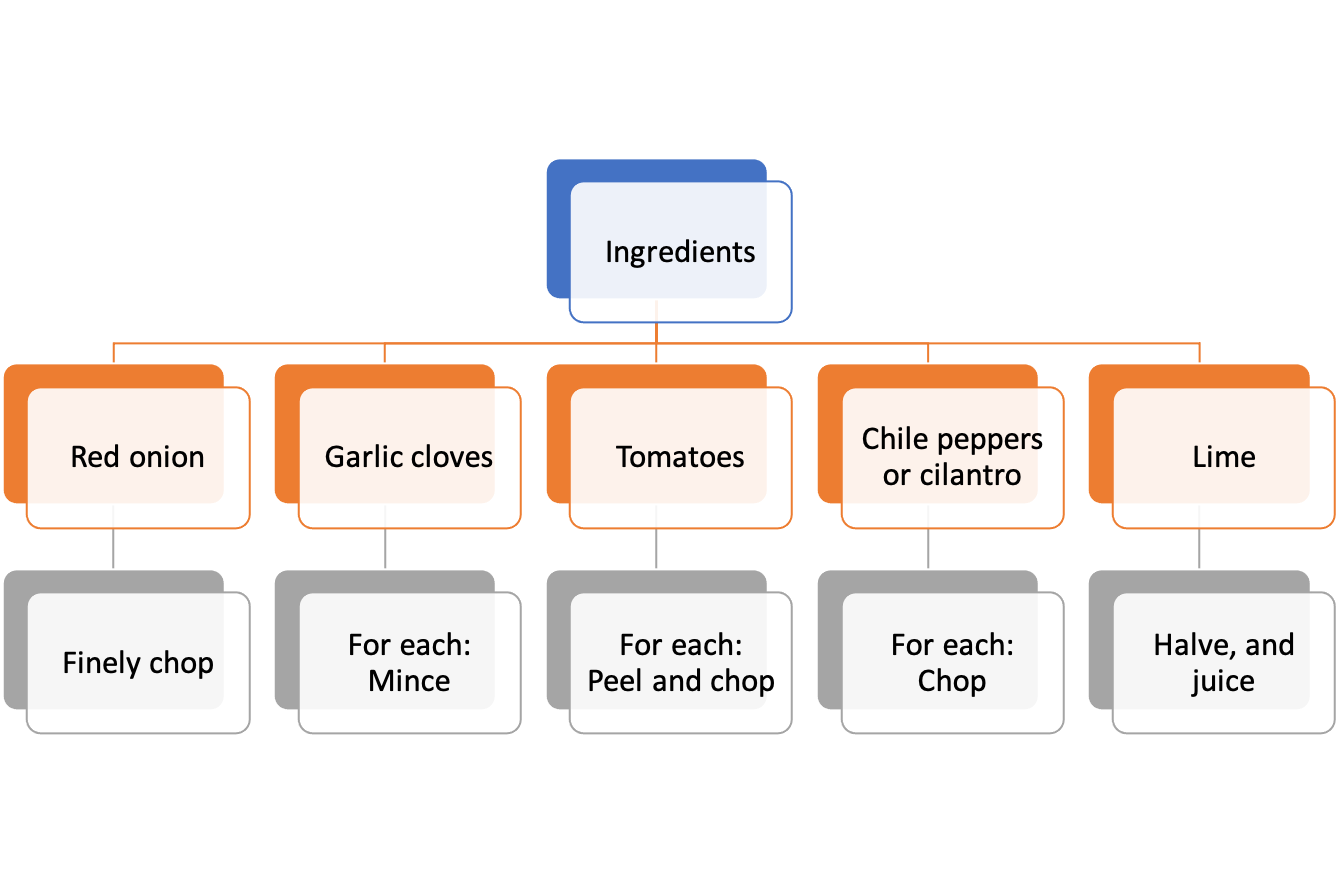 Ingredients
Red onion
Garlic cloves
Tomatoes
Chile peppers
or cilantro
Lime
Finely chop
For each:
Mince
For each:
Peel and chop
For each:
Chop
Halve, and
juice